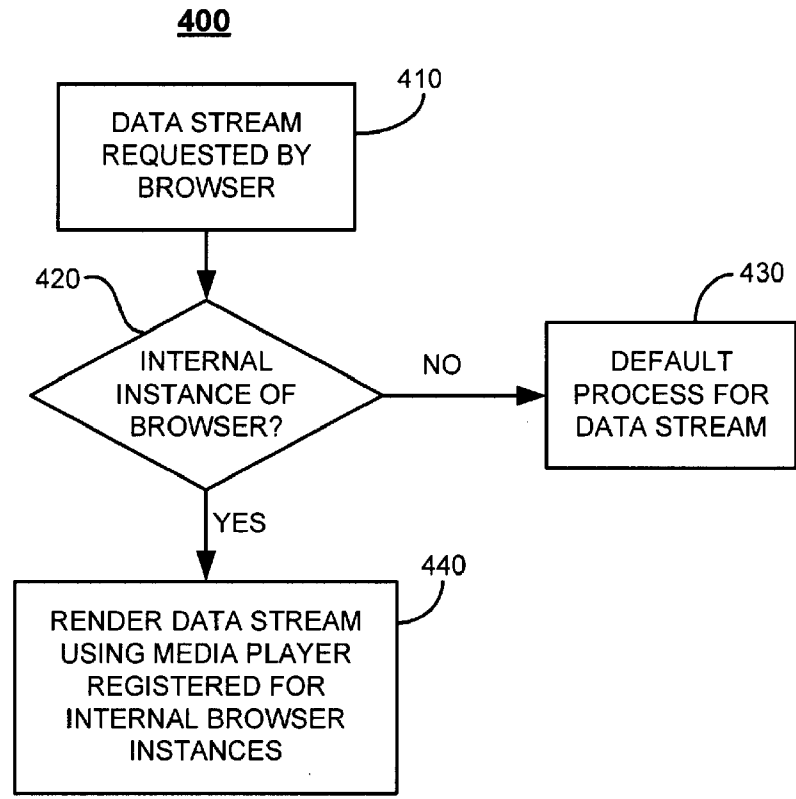 400
410
DATA STREAM
REQUESTED BY
BROWSER
420
INTERNAL
INSTANCE OF
BROWSER?
NO
430
DEFAULT
PROCESS FOR
DATA STREAM
YES
440
RENDER DATA STREAM
USING MEDIA PLAYER
REGISTERED FOR
INTERNAL BROWSER
INSTANCES